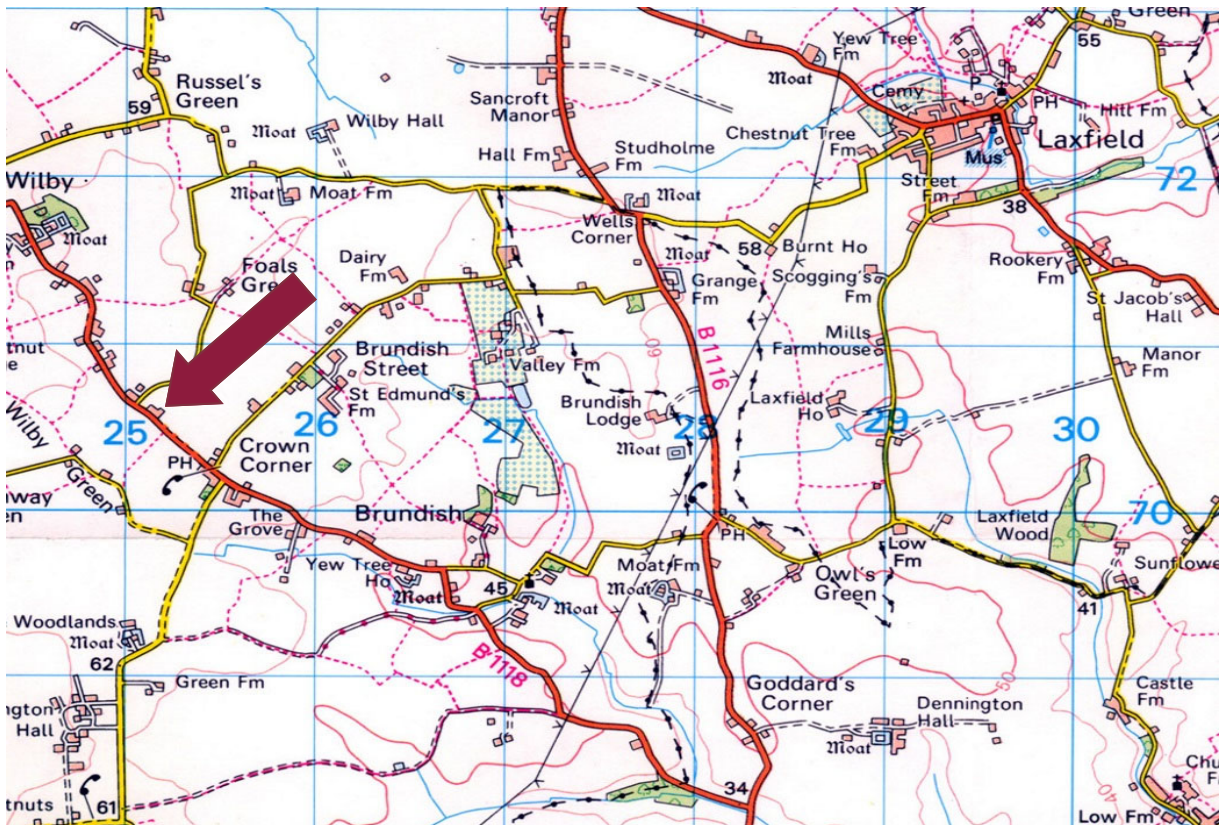 Green
55
Yew Tree
Fm
Moat
Russel's
Green
59
Sancroft
Manor
Cemy
P
PH
Hill Fm
Moat
Wilby Hall
Chestnut Tree
Fm
Laxfield
Mus
Hall Fm
Studholme
Fm
Wilby
Moat
Moat Fm
Moat
Street
Fm
72
38
Moat
Wells
Corner
58
Burnt Ho
Foals
Dairy
Fm
Moat
Grange
Fm
Scogging's
Fm
Rookery
Fm
St Jacob's
Hall
B 1116
60
Mills
Farmhouse
Brundish
Street
Valley Fm
Manor
Fm
St Edmund's
Fm
Brundish
Lodge
Laxfield
Ho
Wilby
Green
25
26
27
28
29
30
Crown
Corner
Moat
PH
70
The
Grove
Brundish
PH
Laxfield
Wood
Low
Fm
Yew Tree
Ho
Moat
45
Moat
Moat Fm
Moat
Owl's
Green
41
Woodlands
Moat
62
B 1118
Green Fm
Goddard's
Corner
50
Dennington
Hall
Moat
Castle
Fm
Hall
61
34
40
Low Fm